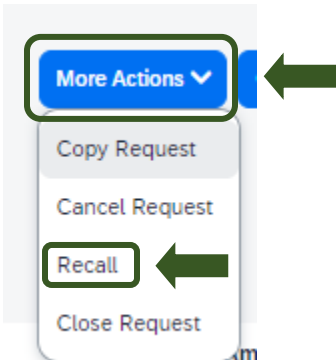 More Actions
Copy Request
Cancel Request
Recall
Close Request